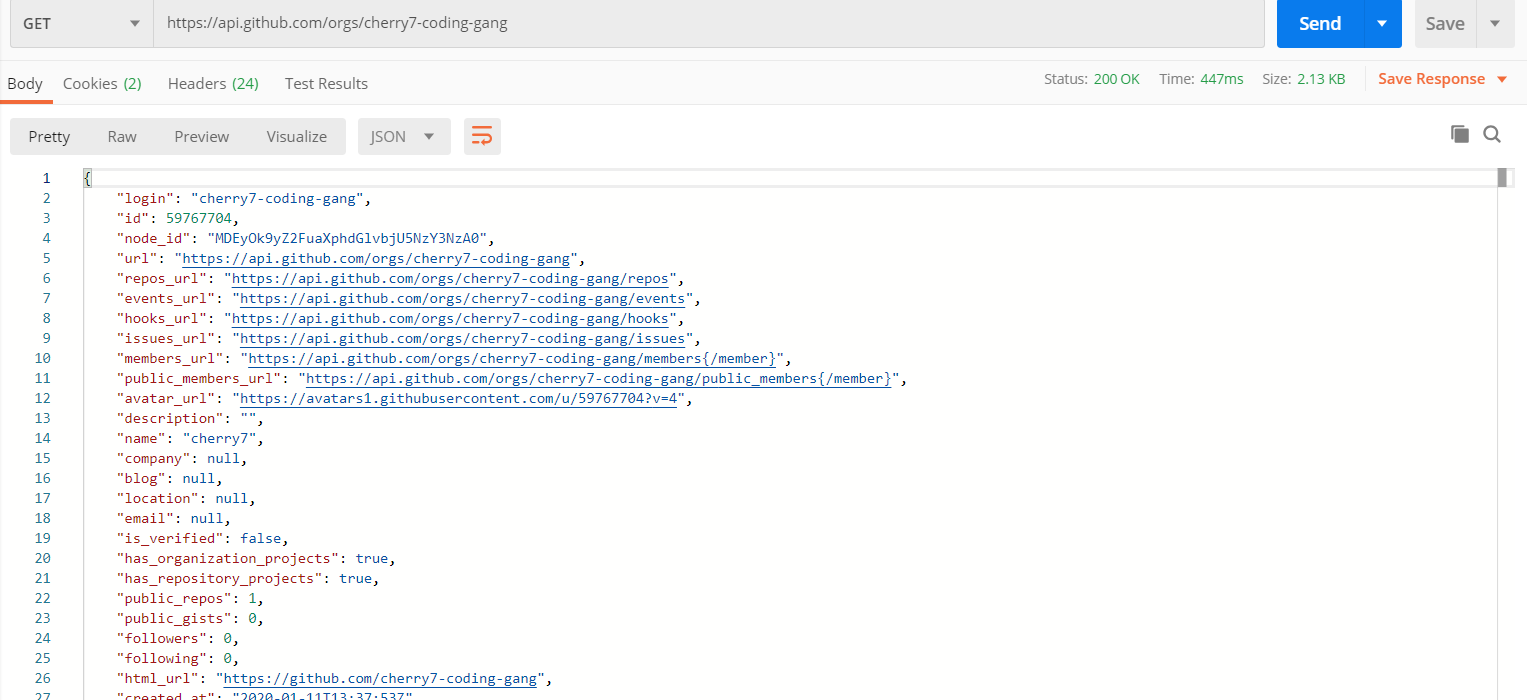 GET https://api.github.com/orgs/cherry7-coding-gang Send Save
Body Cookies (2) Headers (24) Test Results Status: 200 OK Time: 447ms Size: 2.13 KB Save Response
Pretty Raw Preview Visualize JSON
1 {
2 "login": "cherry7-coding-gang",
3 "id": 59767704,
4 "node_id": "MDEyOk9yZ2FuaXphdGlvbjU5NzY3NzA0",
5 "url": "https://api.github.com/orgs/cherry7-coding-gang",
6 "repos_url": "https://api.github.com/orgs/cherry7-coding-gang/repos",
7 "events_url": "https://api.github.com/orgs/cherry7-coding-gang/events",
8 "hooks_url": "https://api.github.com/orgs/cherry7-coding-gang/hooks",
9 "issues_url": "https://api.github.com/orgs/cherry7-coding-gang/issues",
10 "members_url": "https://api.github.com/orgs/cherry7-coding-gang/members{/member}",
11 "public_members_url": "https://api.github.com/orgs/cherry7-coding-gang/public_members{/member}",
12 "avatar_url": "https://avatars1.githubusercontent.com/u/59767704?v=4",
13 "description": "",
14 "name": "cherry7",
15 "company": null,
16 "blog": null,
17 "location": null,
18 "email": null,
19 "is_verified": false,
20 "has_organization_projects": true,
21 "has_repository_projects": true,
22 "public_repos": 1,
23 "public_gists": 0,
24 "followers": 0,
25 "following": 0,
26 "html_url": "https://github.com/cherry7-coding-gang",
27 "created_at": "2020-01-11T13:37:53Z"